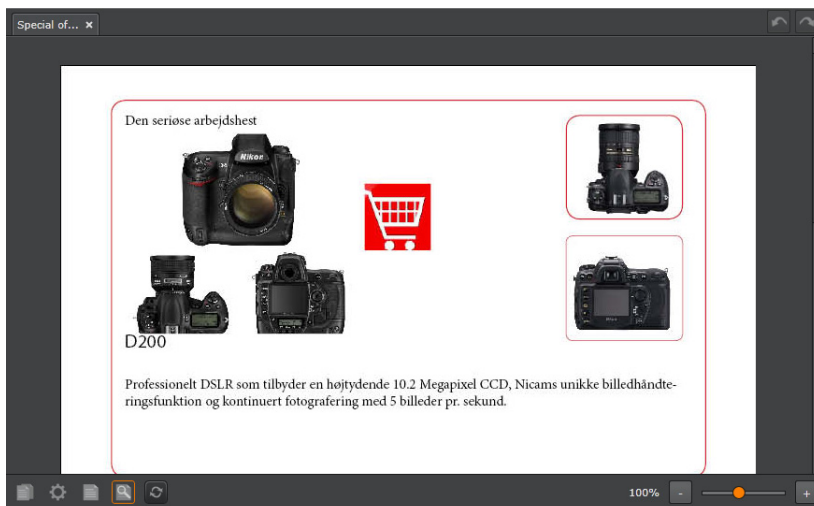 Special of... ×
Den seriøse arbejdshest
Nikon
D200
Professionelt DSLR som tilbyder en højtydende 10.2 Megapixel CCD, Nicams unikke billedhåndte-
ringsfunktion og kontinuert fotografering med 5 billeder pr. sekund.
100% - +